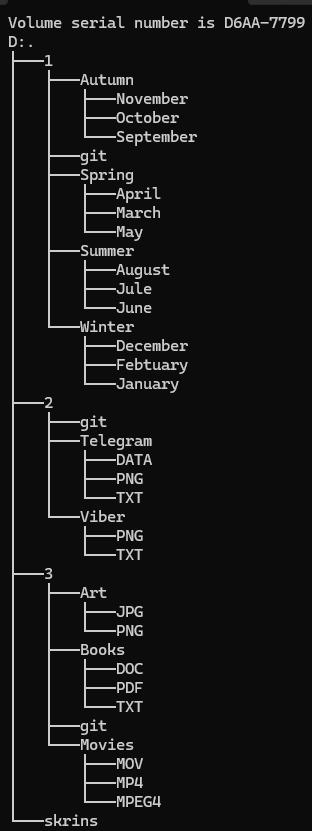 Volume serial number is D6AA-7799
D:.
1
Autumn
November
October
September
git
Spring
April
March
May
Summer
August
Jule
June
Winter
December
Febtuary
January
2
git
Telegram
DATA
PNG
TXT
Viber
PNG
TXT
3
Art
JPG
PNG
Books
DOC
PDF
TXT
git
Movies
MOV
MP4
MPEG4
skrins